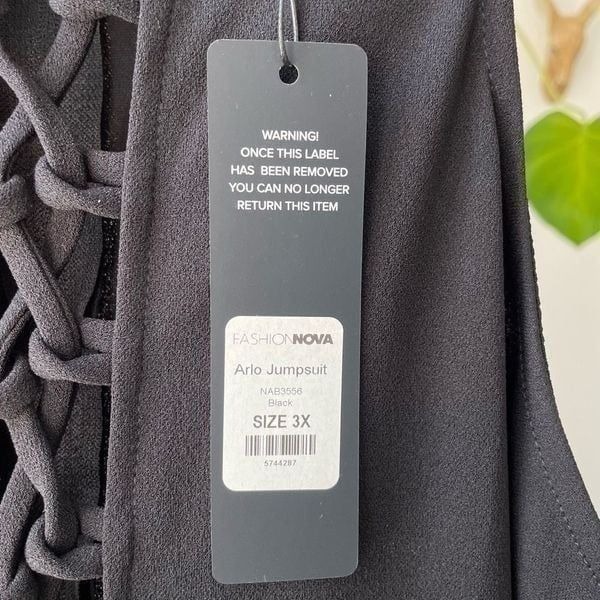 WARNING!
ONCE THIS LABEL
HAS BEEN REMOVED
YOU CAN NO LONGER
RETURN THIS ITEM
FASHIONNOVA
Arlo Jumpsuit
NAB3556
Black
SIZE 3X
5744287